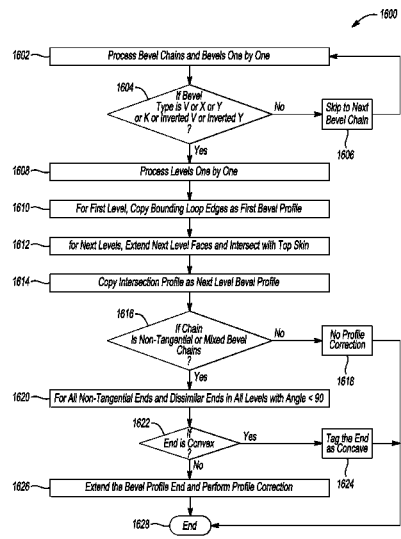 1600
1602
Process Bevel Chains and Bevels One by One
1604
If Bevel
Type is V or X or Y
or K or Inverted V or Inverted Y
?
No
Skip to Next
Bevel Chain
1606
Yes
1608
Process Levels One by One
1610
For First Level, Copy Bounding Loop Edges as First Bevel Profile
1612
for Next Levels, Extend Next Level Faces and Intersect with Top Skin
1614
Copy Intersection Profile as Next Level Bevel Profile
1616
If Chain
Is Non-Tangential or Mixed Bevel
Chains
?
No
No Profile
Correction
1618
Yes
1620
For All Non-Tangential Ends and Dissimilar Ends in All Levels with Angle < 90
1622
If
End is Convex
?
Yes
Tag the End
as Concave
1624
No
1626
Extend the Bevel Profile End and Perform Profile Correction
1628
End